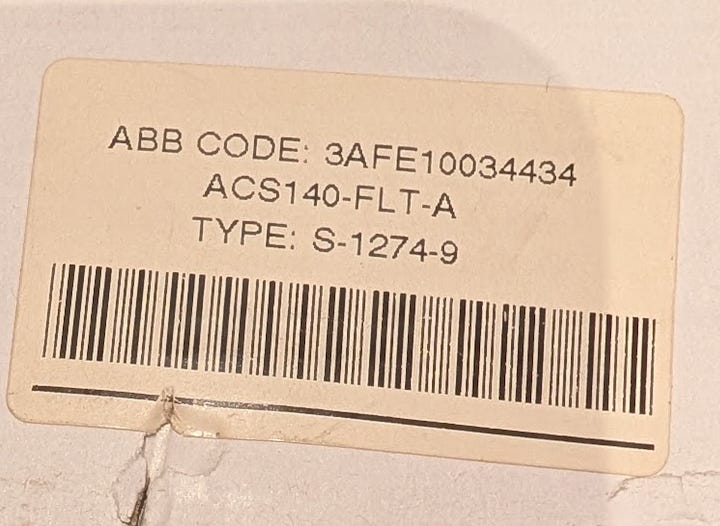 ABB CODE: 3AFE10034434
ACS140-FLT-A
TYPE: S-1274-9